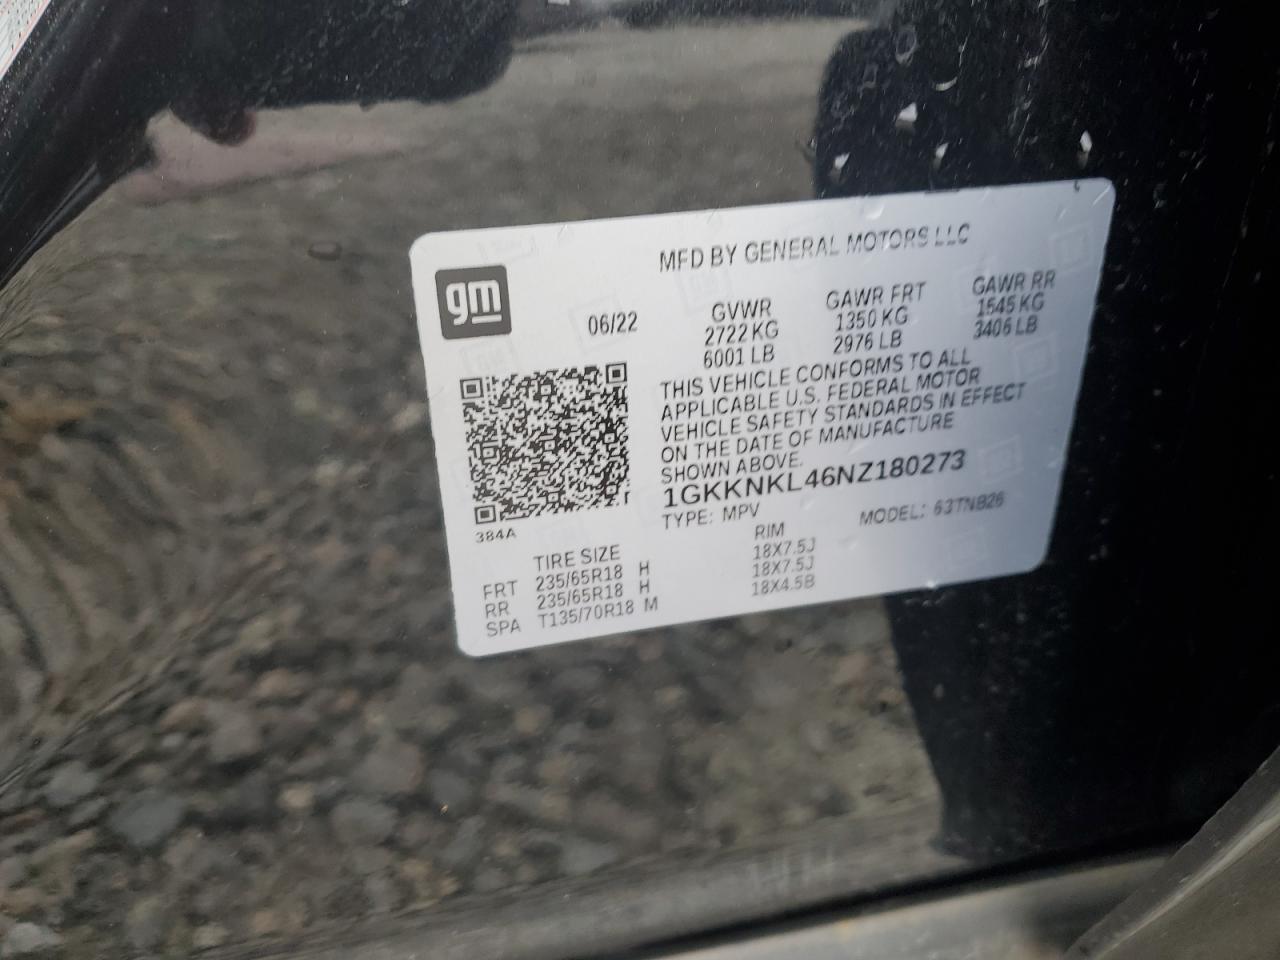 MFD BY GENERAL MOTORS LLC
gm
06/22
GVWR
2722 KG
6001 LB
GAWR FRT
1350 KG
2976 LB
GAWR RR
1545 KG
3406 LB
THIS VEHICLE CONFORMS TO ALL
APPLICABLE U.S. FEDERAL MOTOR
VEHICLE SAFETY STANDARDS IN EFFECT
ON THE DATE OF MANUFACTURE
SHOWN ABOVE.
1GKKNKL46NZ180273
TYPE: MPV MODEL: 63TNB26
384A
TIRE SIZE RIM
FRT 235/65R18 H 18X7.5J
RR 235/65R18 H 18X7.5J
SPA T135/70R18 M 18X4.5B